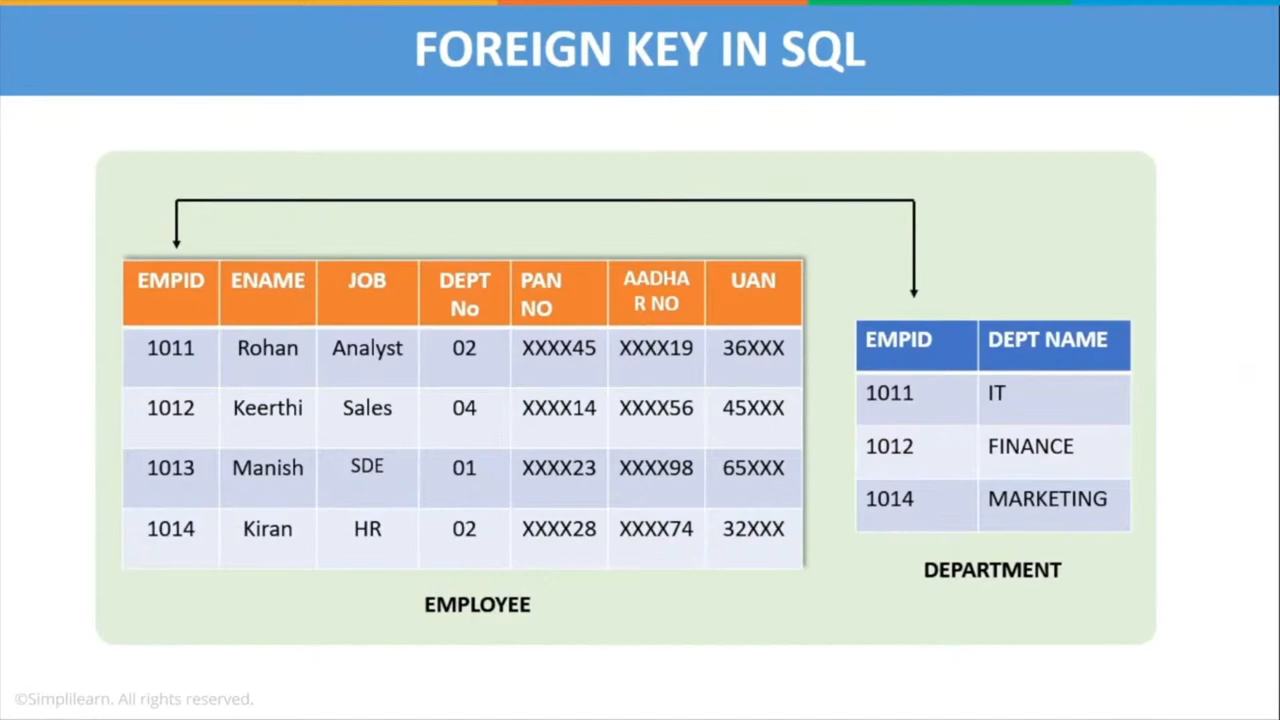 FOREIGN KEY IN SQL
EMPID ENAME JOB DEPT No PAN NO AADHA R NO UAN
1011 Rohan Analyst 02 XXXX45 XXXX19 36XXX
1012 Keerthi Sales 04 XXXX14 XXXX56 45XXX
1013 Manish SDE 01 XXXX23 XXXX98 65XXX
1014 Kiran HR 02 XXXX28 XXXX74 32XXX
EMPLOYEE
EMPID DEPT NAME
1011 IT
1012 FINANCE
1014 MARKETING
DEPARTMENT
©Simplilearn. All rights reserved.